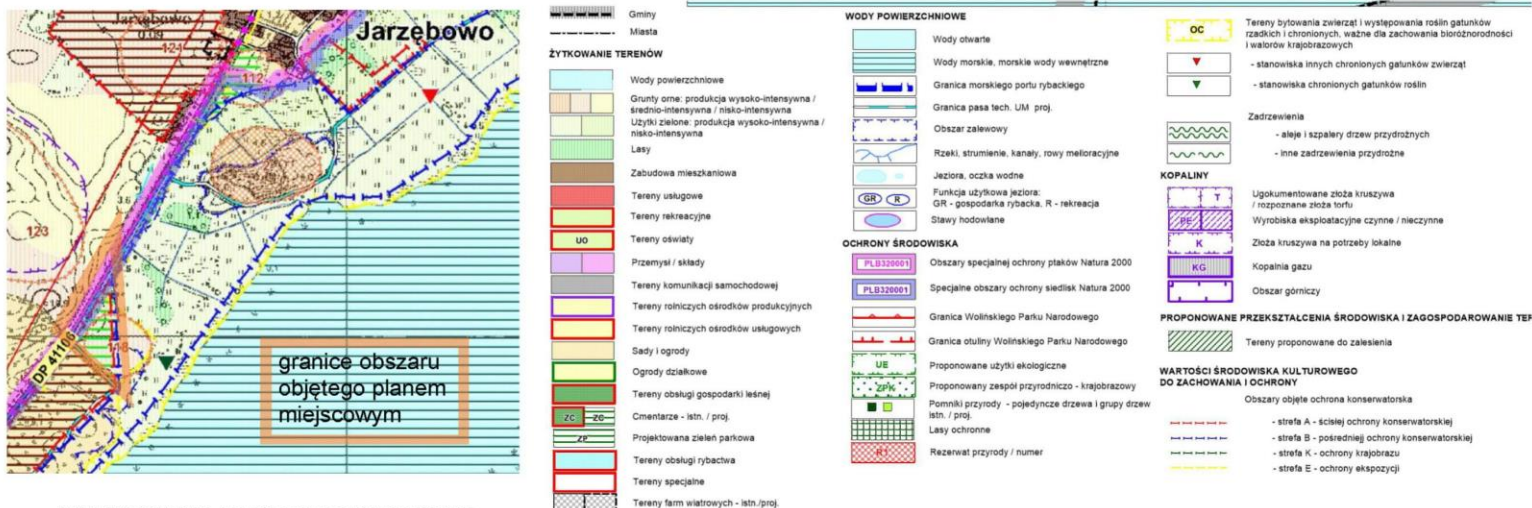 Jarzębowo
Jarzębowo
0.09
121
112
3.6
123
118
DP 41106
granice obszaru
objętego planem
miejscowym
Gminy
Miasta
ŻYTKOWANIE TERENÓW
Wody powierzchniowe
Grunty orne: produkcja wysoko-intensywna /
średnio-intensywna / nisko-intensywna
Użytki zielone: produkcja wysoko-intensywna /
nisko-intensywna
Lasy
Zabudowa mieszkaniowa
Tereny usługowe
Tereny rekreacyjne
UO
Tereny oświaty
Przemysł / składy
Tereny komunikacji samochodowej
Tereny rolniczych ośrodków produkcyjnych
Tereny rolniczych ośrodków usługowych
Sady i ogrody
Ogrody działkowe
Tereny obsługi gospodarki leśnej
ZC ZC
Cmentarze - istn. / proj.
ZP
Projektowana zieleń parkowa
Tereny obsługi rybactwa
Tereny specjalne
Tereny farm wiatrowych - istn./proj.
WODY POWIERZCHNIOWE
Wody otwarte
Wody morskie, morskie wody wewnętrzne
Granica morskiego portu rybackiego
Granica pasa tech. UM proj.
Obszar zalewowy
Rzeki, strumienie, kanały, rowy melioracyjne
Jeziora, oczka wodne
GR R
Funkcja użytkowa jeziora:
GR - gospodarka rybacka, R - rekreacja
Stawy hodowlane
OCHRONY ŚRODOWISKA
PLB320001
Obszary specjalnej ochrony ptaków Natura 2000
PLB320001
Specjalne obszary ochrony siedlisk Natura 2000
Granica Wolińskiego Parku Narodowego
Granica otuliny Wolińskiego Parku Narodowego
UE
Proponowane użytki ekologiczne
ZPK
Proponowany zespół przyrodniczo - krajobrazowy
Pomniki przyrody - pojedyncze drzewa i grupy drzew
istn. / proj.
Lasy ochronne
R1
Rezerwat przyrody / numer
OC
Tereny bytowania zwierząt i występowania roślin gatunków
rzadkich i chronionych, ważne dla zachowania bioróżnorodności
i walorów krajobrazowych
- stanowiska innych chronionych gatunków zwierząt
- stanowiska chronionych gatunków roślin
Zadrzewienia
- aleje i szpalery drzew przydrożnych
- inne zadrzewienia przydrożne
KOPALINY
T
Ugokumentowane złoża kruszywa
/ rozpoznane złoża torfu
PE
Wyrobiska eksploatacyjne czynne / nieczynne
K
Złoża kruszywa na potrzeby lokalne
KG
Kopalnia gazu
Obszar górniczy
PROPONOWANE PRZEKSZTAŁCENIA ŚRODOWISKA I ZAGOSPODAROWANIE TER
Tereny proponowane do zalesienia
WARTOŚCI ŚRODOWISKA KULTUROWEGO
DO ZACHOWANIA I OCHRONY
Obszary objęte ochrona konserwatorska
- strefa A - ścisłej ochrony konserwatorskiej
- strefa B - pośredniejj ochrony konserwatorskiej
- strefa K - ochrony krajobrazu
- strefa E - ochrony ekspozycji